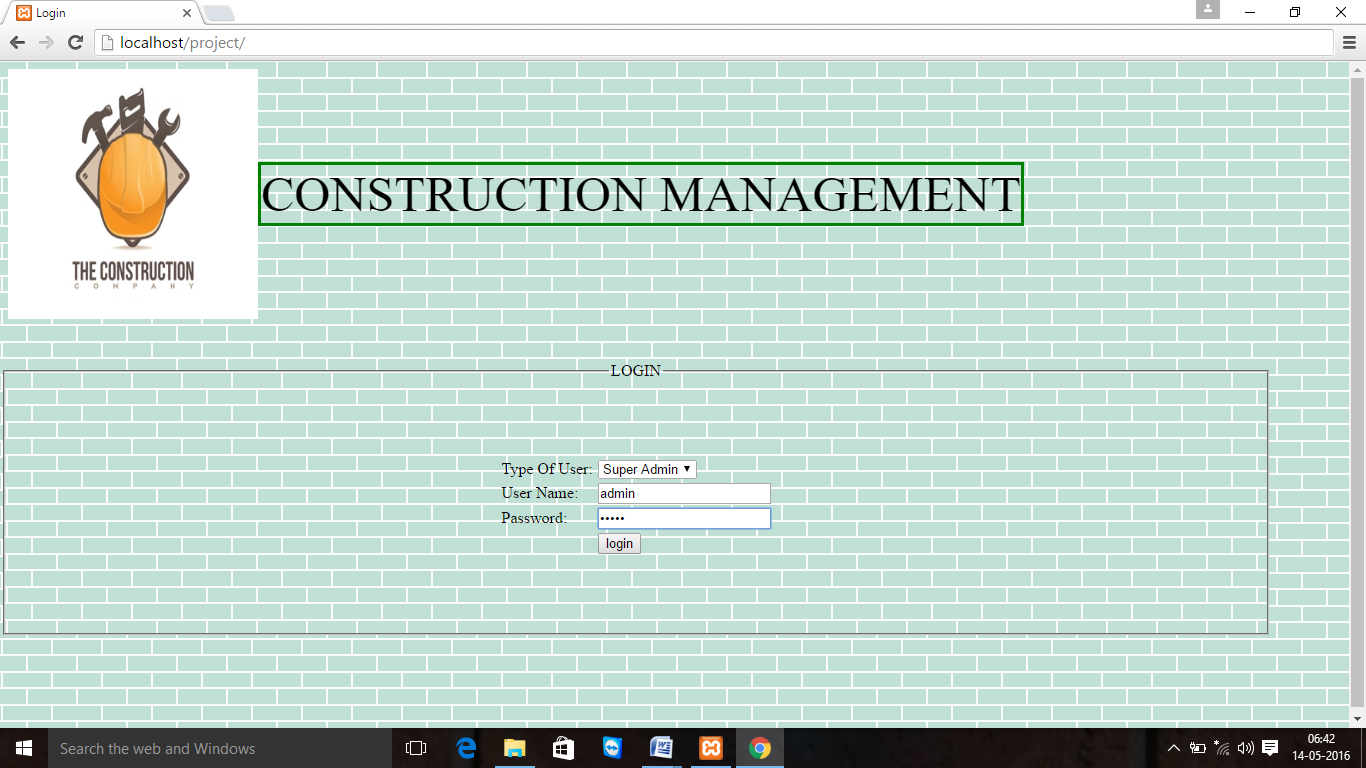 Login
localhost/project/
THE CONSTRUCTION
COMPANY
CONSTRUCTION MANAGEMENT
LOGIN
Type Of User: Super Admin
User Name: admin
Password: •••••
login
Search the web and Windows
06:42
14-05-2016